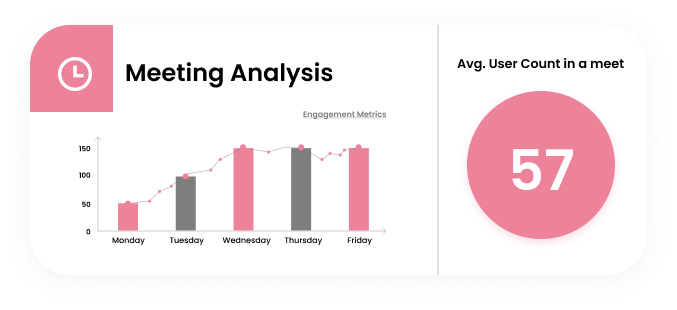 Meeting Analysis
Engagement Metrics
150
100
50
0
Monday Tuesday Wednesday Thursday Friday
Avg. User Count in a meet
57